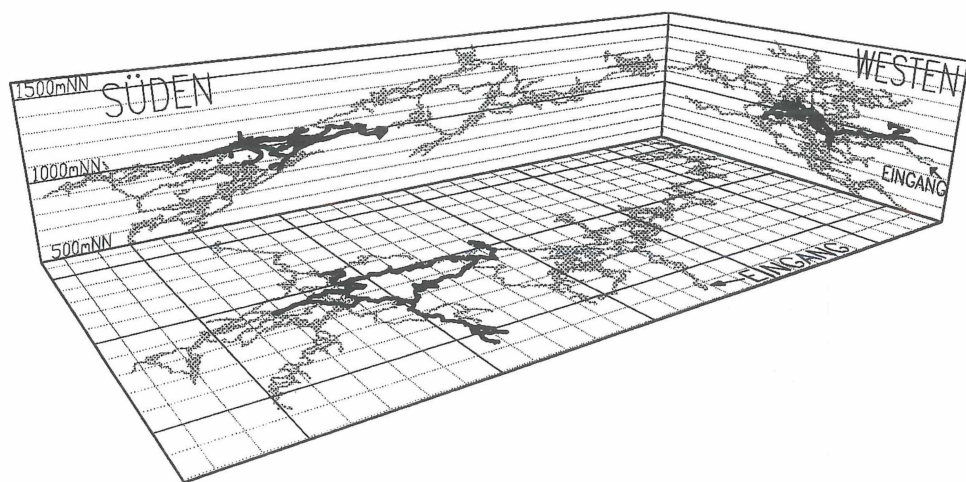 1500mNN
SÜDEN
WESTEN
1000mNN
EINGANG
500mNN
EINGANG